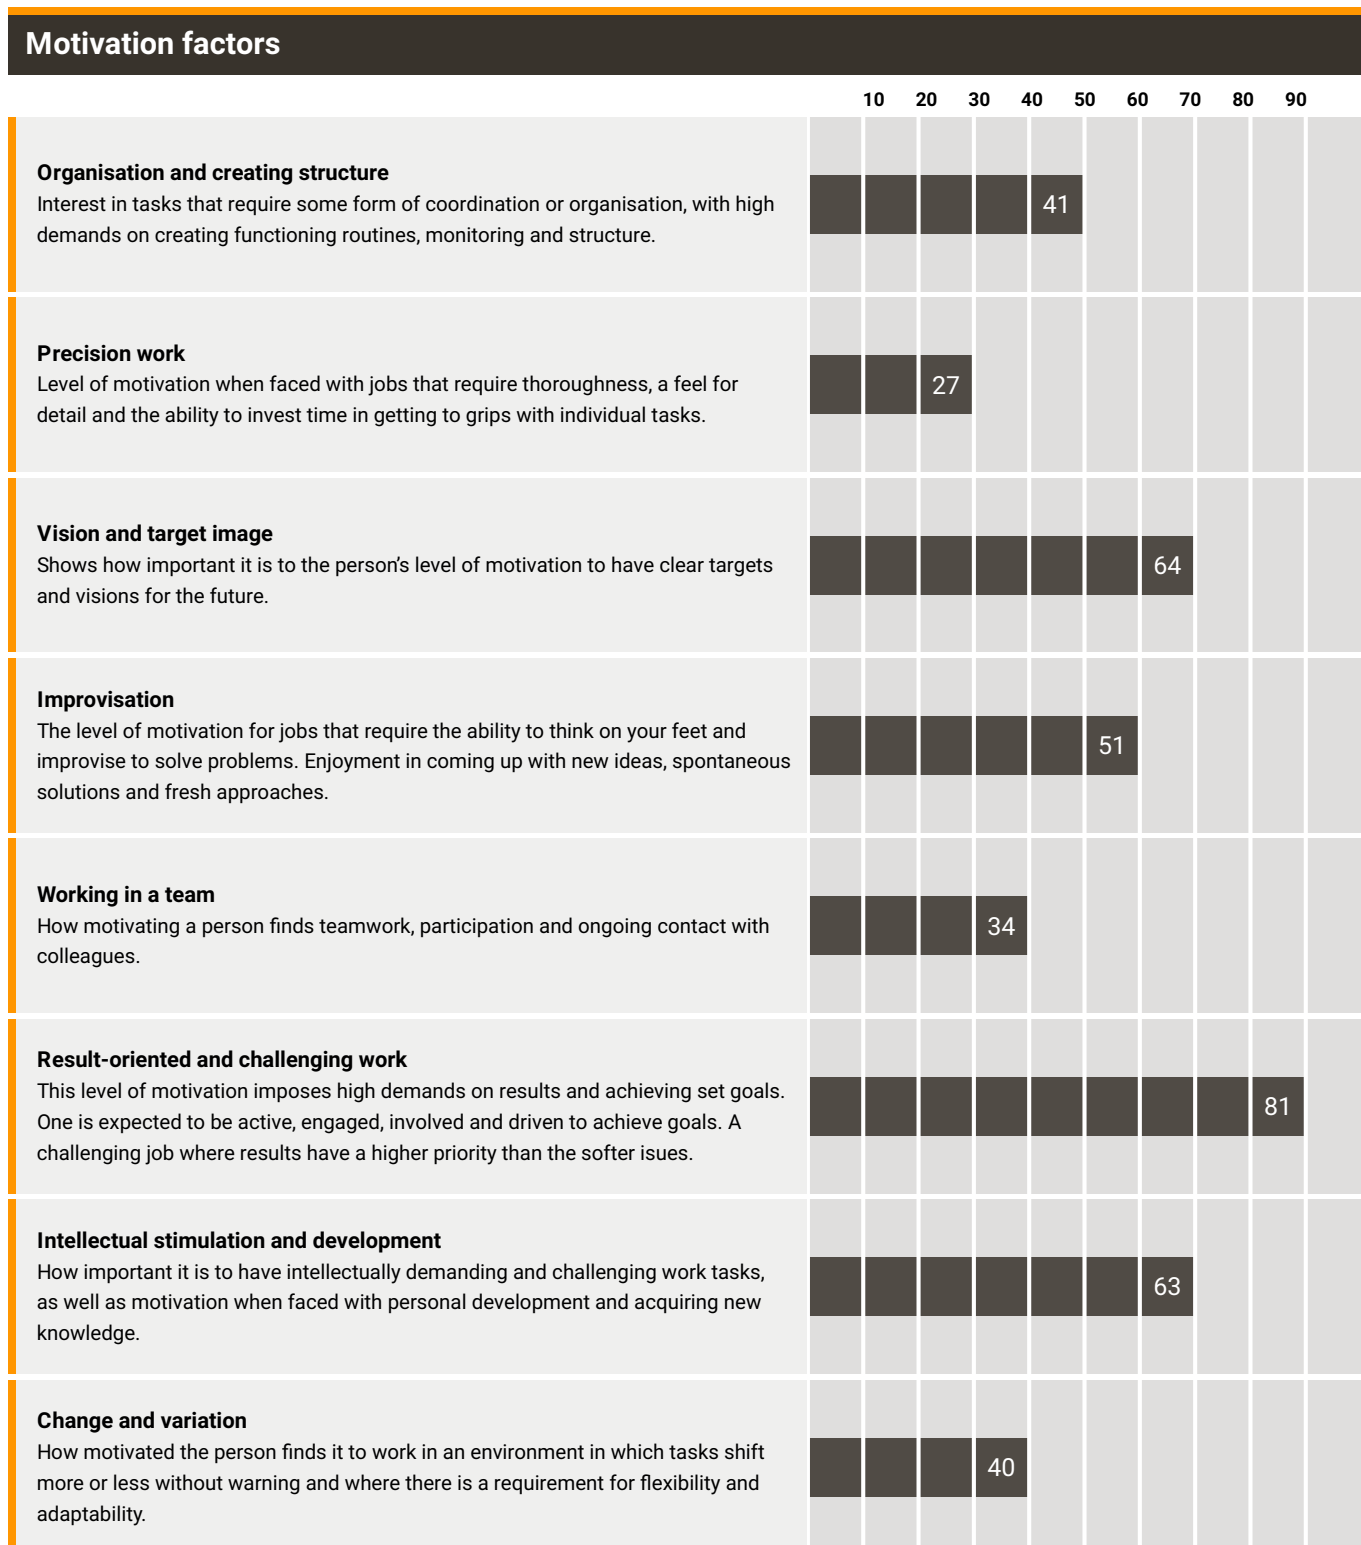 Motivation factors
10 20 30 40 50 60 70 80 90
Organisation and creating structure
Interest in tasks that require some form of coordination or organisation, with high
demands on creating functioning routines, monitoring and structure.
41
Precision work
Level of motivation when faced with jobs that require thoroughness, a feel for
detail and the ability to invest time in getting to grips with individual tasks.
27
Vision and target image
Shows how important it is to the person's level of motivation to have clear targets
and visions for the future.
64
Improvisation
The level of motivation for jobs that require the ability to think on your feet and
improvise to solve problems. Enjoyment in coming up with new ideas, spontaneous
solutions and fresh approaches.
51
Working in a team
How motivating a person finds teamwork, participation and ongoing contact with
colleagues.
34
Result-oriented and challenging work
This level of motivation imposes high demands on results and achieving set goals.
One is expected to be active, engaged, involved and driven to achieve goals. A
challenging job where results have a higher priority than the softer isues.
81
Intellectual stimulation and development
How important it is to have intellectually demanding and challenging work tasks,
as well as motivation when faced with personal development and acquiring new
knowledge.
63
Change and variation
How motivated the person finds it to work in an environment in which tasks shift
more or less without warning and where there is a requirement for flexibility and
adaptability.
40